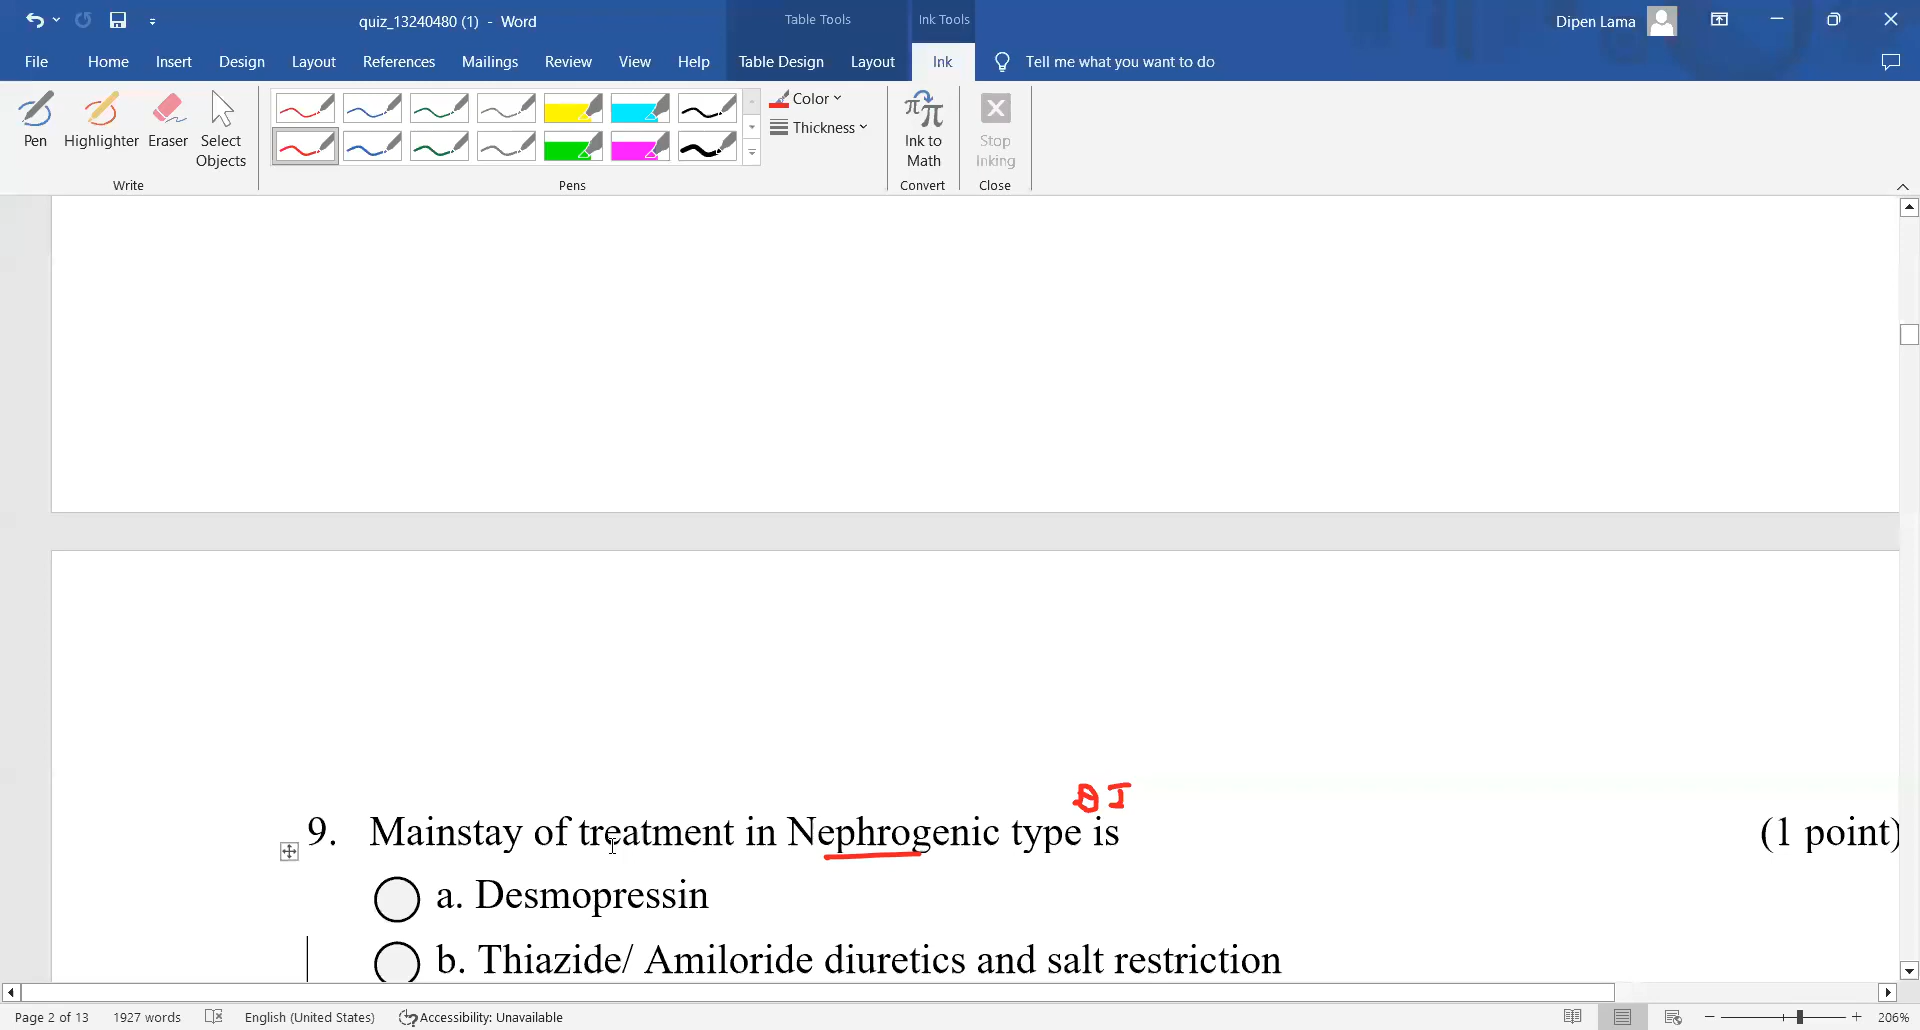 quiz_13240480 (1) - Word
Table Tools
Ink Tools
Dipen Lama
File Home Insert Design Layout References Mailings Review View Help Table Design Layout Ink Tell me what you want to do
Pen
Highlighter
Eraser
Select Objects
Color
Thickness
Ink to Math
Stop Inking
Write
Pens
Convert
Close
DI
9. Mainstay of treatment in Nephrogenic type is (1 point)
a. Desmopressin
b. Thiazide/ Amiloride diuretics and salt restriction
Page 2 of 13 1927 words English (United States) Accessibility: Unavailable 206%